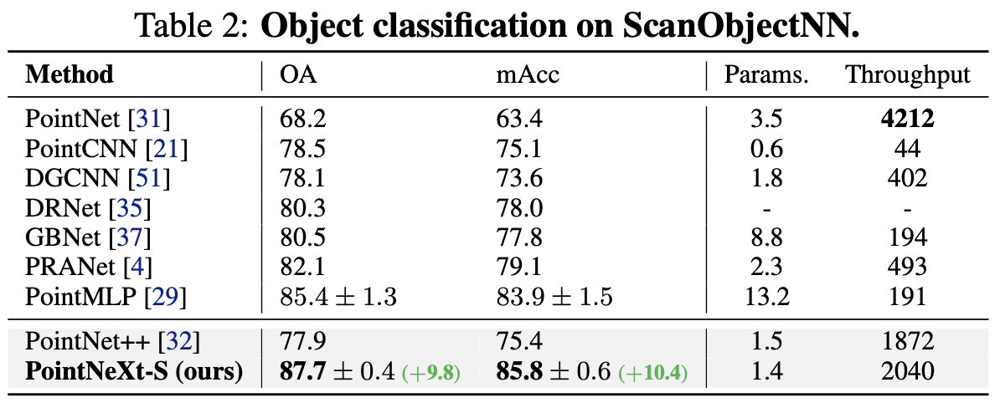 Table 2: Object classification on ScanObjectNN.
Method OA mAcc Params. Throughput
PointNet [31] 68.2 63.4 3.5 4212
PointCNN [21] 78.5 75.1 0.6 44
DGCNN [51] 78.1 73.6 1.8 402
DRNet [35] 80.3 78.0 - -
GBNet [37] 80.5 77.8 8.8 194
PRANet [4] 82.1 79.1 2.3 493
PointMLP [29] 85.4 ± 1.3 83.9 ± 1.5 13.2 191
PointNet++ [32] 77.9 75.4 1.5 1872
PointNeXt-S (ours) 87.7 ± 0.4 (+9.8) 85.8 ± 0.6 (+10.4) 1.4 2040